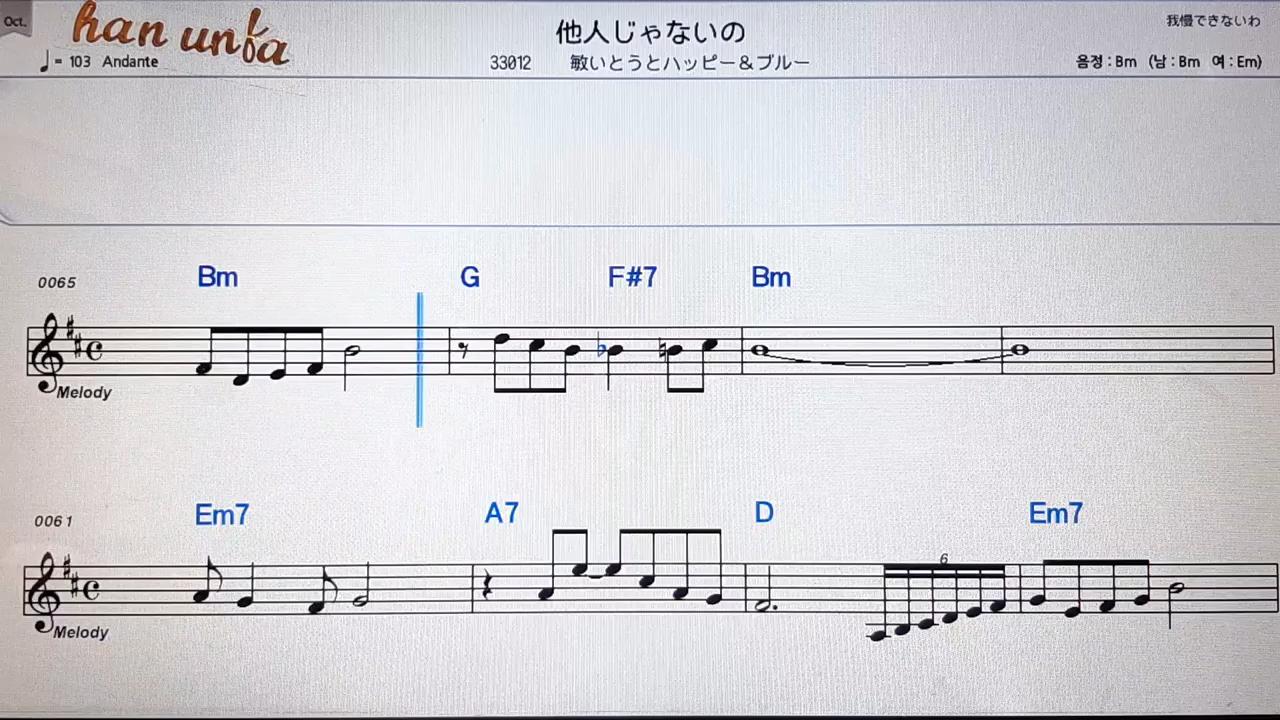 Oct.
han unfa
他人じゃないの
我慢できないわ
♩= 103 Andante
33012 敏いとうとハッピー＆ブルー
음정 : Bm (남 : Bm 여 : Em)
Bm G F#7 Bm
0065
Melody
Em7 A7 D Em7
0061
6
Melody